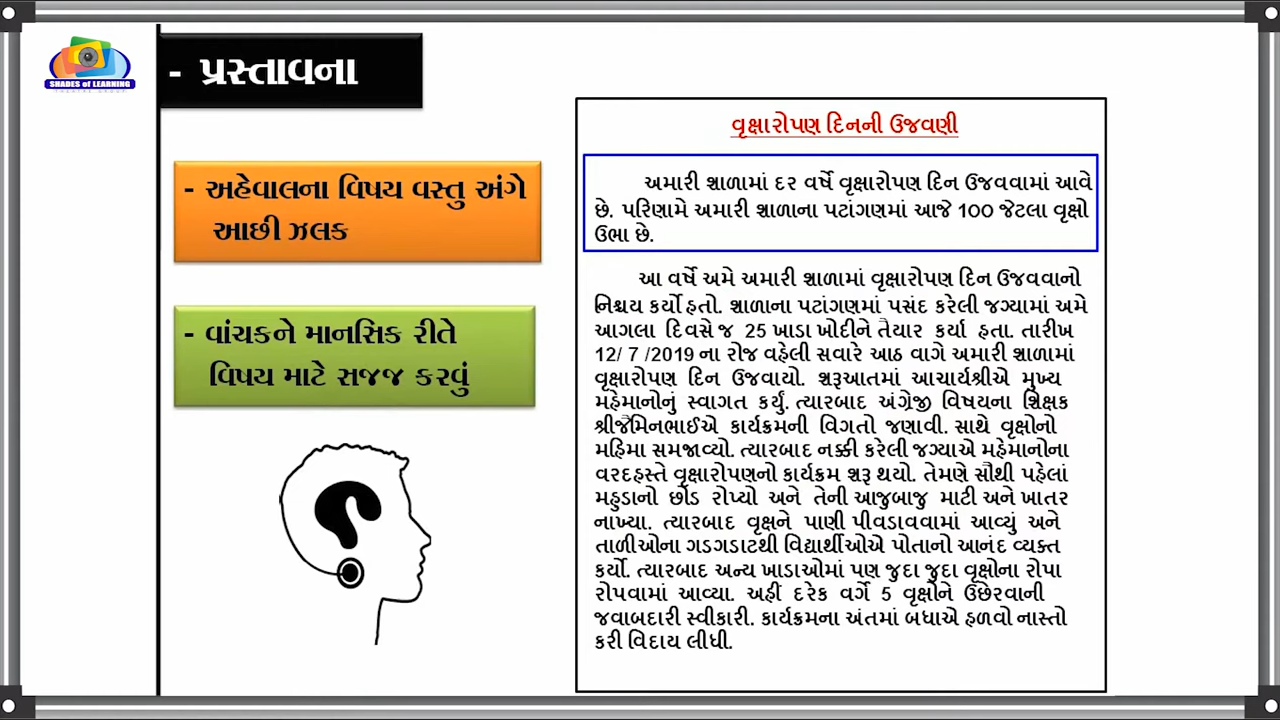 SHADES of LEARNING
- પ્રસ્તાવના
- અહેવાલના વિષય વસ્તુ અંગે
આછી ઝલક
- વાંચકને માનસિક રીતે
વિષય માટે સજજ કરવું
વૃક્ષારોપણ દિનની ઉજવણી
અમારી શાળામાં દર વર્ષે વૃક્ષારોપણ દિન ઉજવવામાં આવે
છે. પરિણામે અમારી શાળાના પટાંગણમાં આજે 100 જેટલા વૃક્ષો
ઉભા છે.
આ વર્ષે અમે અમારી શાળામાં વૃક્ષારોપણ દિન ઉજવવાનો
નિશ્ચય કર્યો હતો. શાળાના પટાંગણમાં પસંદ કરેલી જગ્યામાં અમે
આગલા દિવસે જ 25 ખાડા ખોદીને તૈયાર કર્યા હતા. તારીખ
12/ 7 /2019 ના રોજ વહેલી સવારે આઠ વાગે અમારી શાળામાં
વૃક્ષારોપણ દિન ઉજવાયો. શરૂઆતમાં આચાર્યશ્રીએ મુખ્ય
મહેમાનોનું સ્વાગત કર્યું. ત્યારબાદ અંગ્રેજી વિષયના શિક્ષક
શ્રીજૈમિનભાઈએ કાર્યક્રમની વિગતો જણાવી. સાથે વૃક્ષોનો
મહિમા સમજાવ્યો. ત્યારબાદ નક્કી કરેલી જગ્યાએ મહેમાનોના
વરદહસ્તે વૃક્ષારોપણનો કાર્યક્રમ શરૂ થયો. તેમણે સૌથી પહેલાં
મહુડાનો છોડ રોપ્યો અને તેની આજુબાજુ માટી અને ખાતર
નાખ્યા. ત્યારબાદ વૃક્ષને પાણી પીવડાવવામાં આવ્યું અને
તાળીઓના ગડગડાટથી વિદ્યાર્થીઓએ પોતાનો આનંદ વ્યક્ત
કર્યો. ત્યારબાદ અન્ય ખાડાઓમાં પણ જુદા જુદા વૃક્ષોના રોપા
રોપવામાં આવ્યા. અહીં દરેક વર્ગે 5 વૃક્ષોને ઉછેરવાની
જવાબદારી સ્વીકારી. કાર્યક્રમના અંતમાં બધાએ હળવો નાસ્તો
કરી વિદાય લીધી.